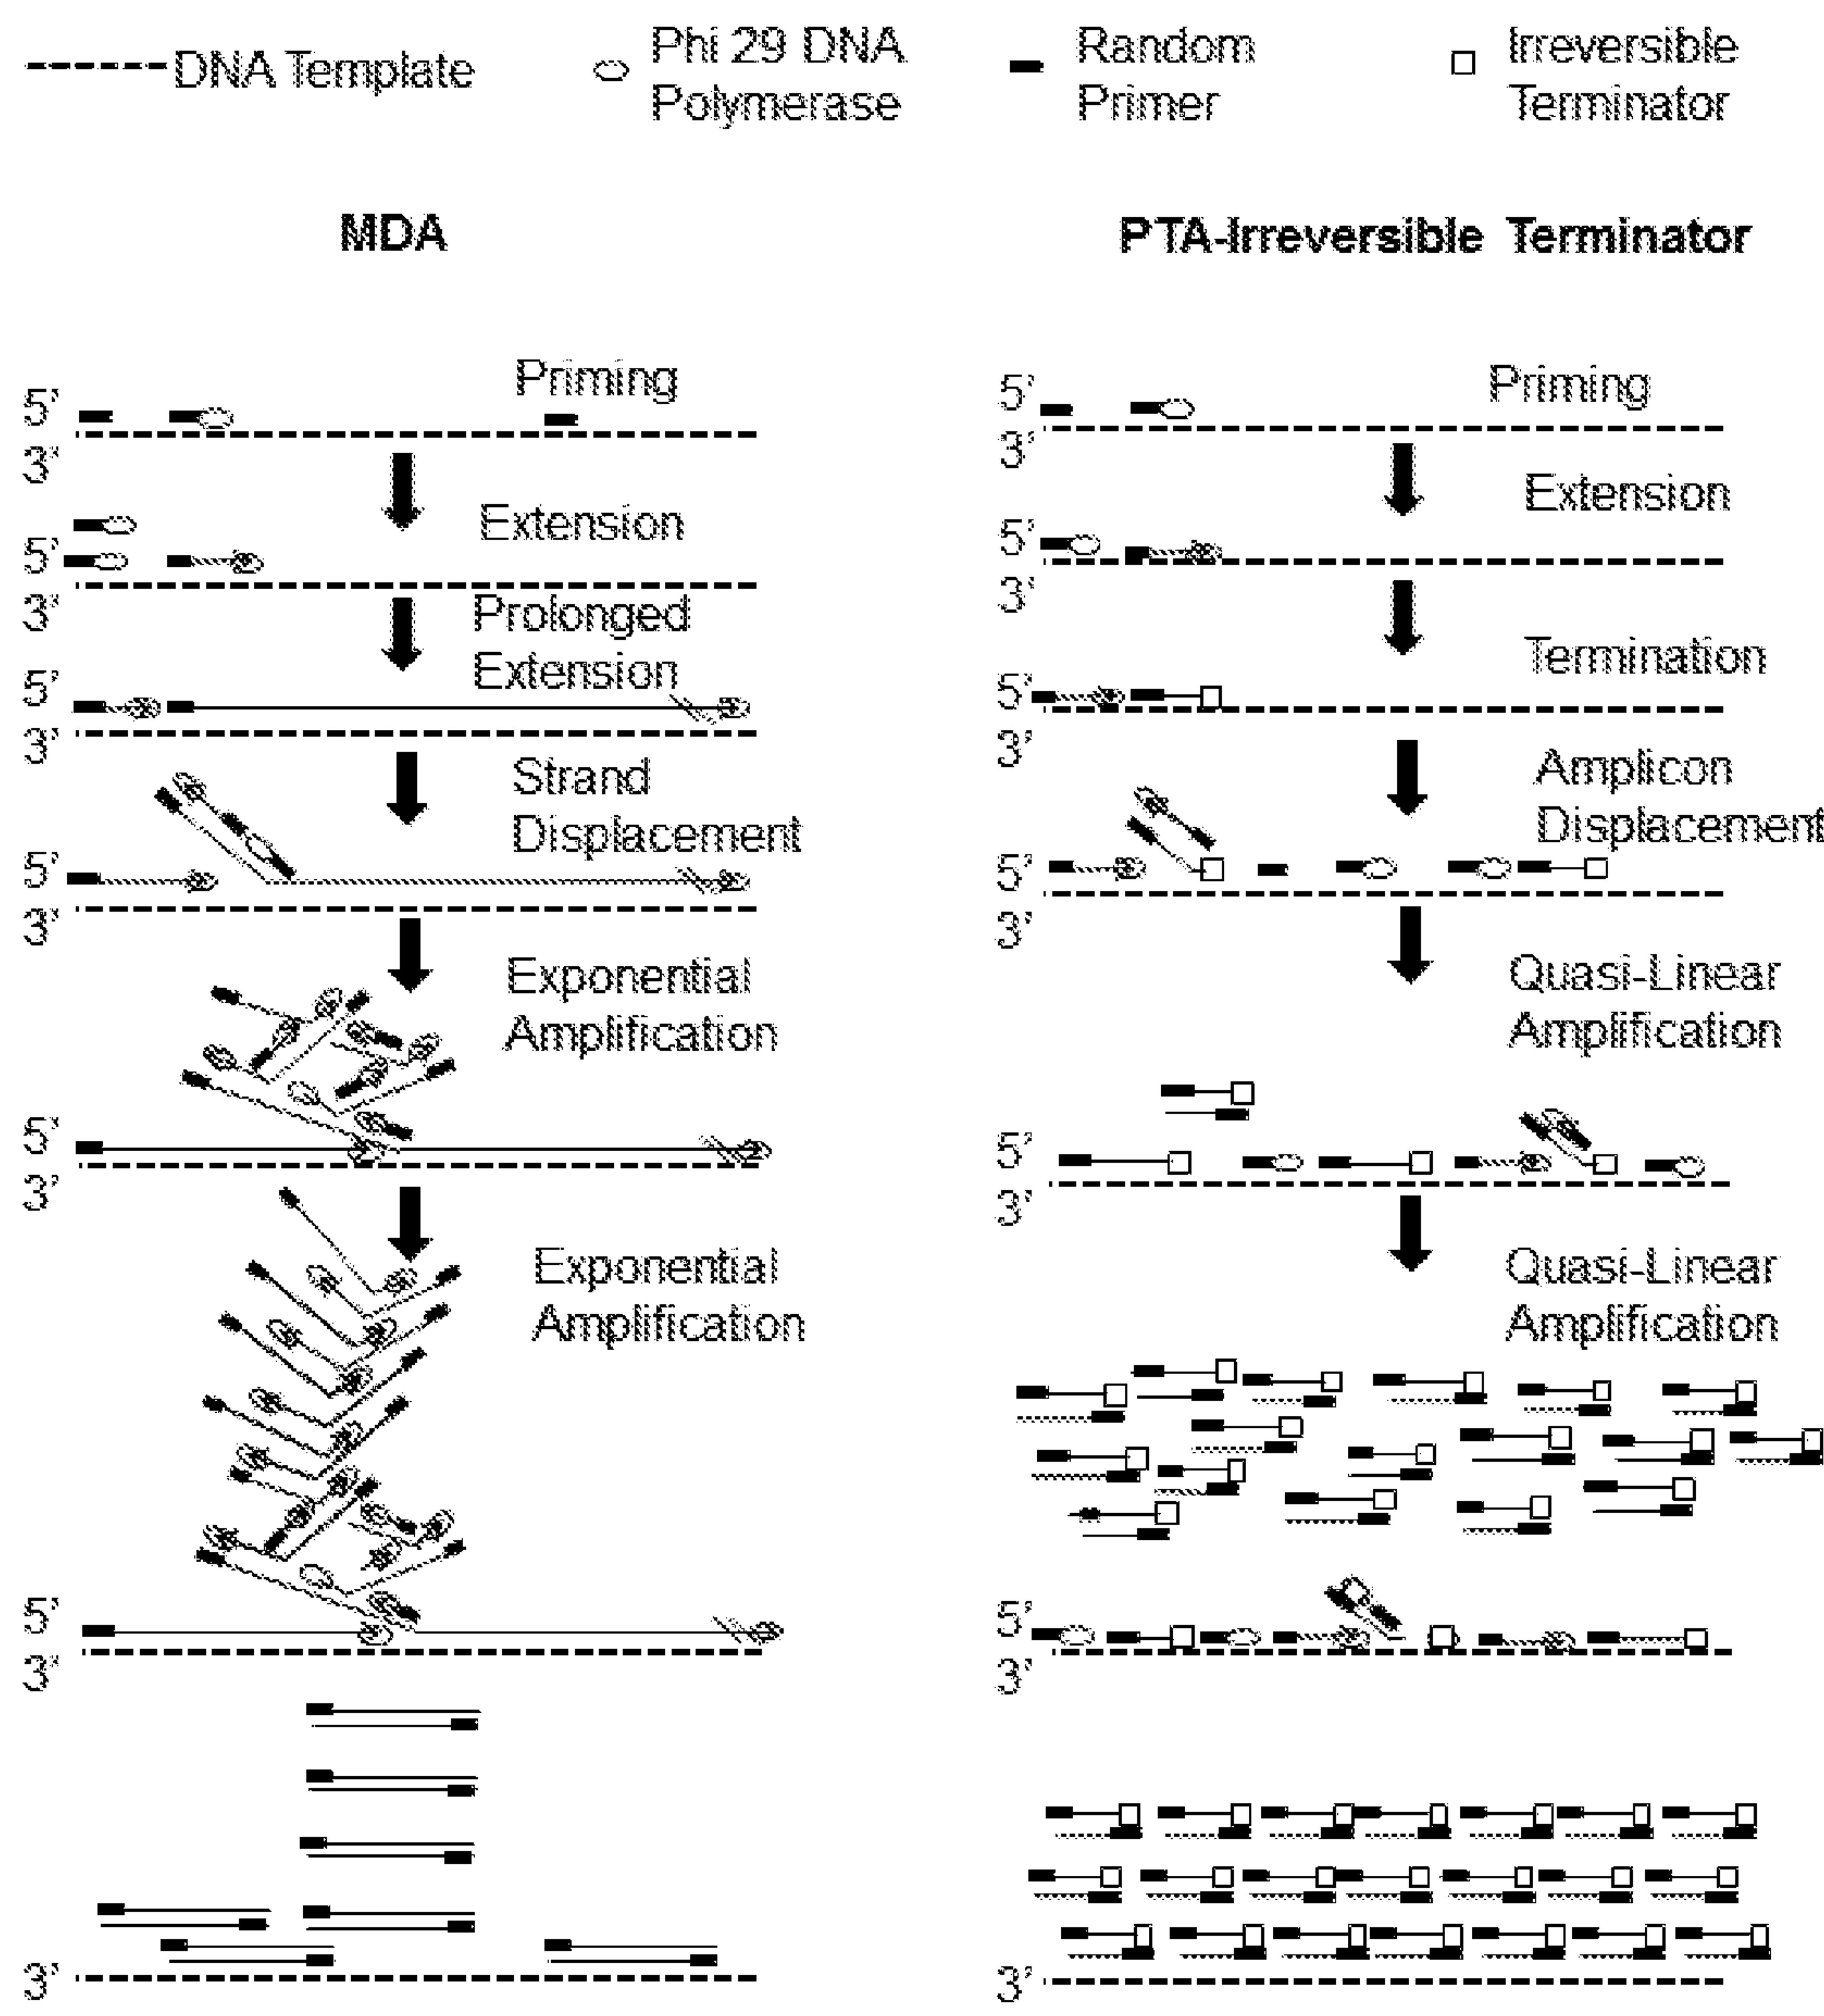 DNA Template
Phi 29 DNA
Polymerase
Random
Primer
Irreversible
Terminator
MDA
Priming
5’
3’
Extension
5’
3’
Prolonged
Extension
5’
3’
Strand
Displacement
5’
3’
Exponential
Amplification
5’
3’
Exponential
Amplification
5’
3’
3’
PTA-Irreversible Terminator
Priming
5’
3’
Extension
5’
3’
Termination
5’
3’
Amplicon
Displacement
5’
3’
Quasi-Linear
Amplification
5’
3’
Quasi-Linear
Amplification
5’
3’
3’